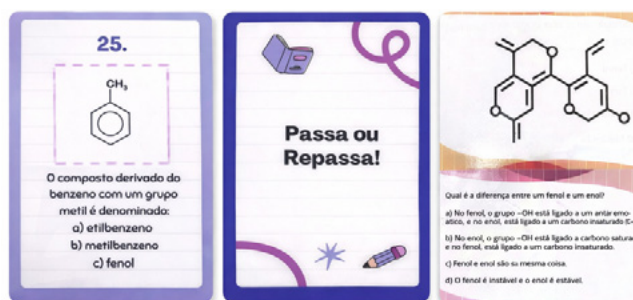 25.
CH₃
O composto derivado do
benzeno com um grupo
metil é denominado:
a) etilbenzeno
b) metilbenzeno
c) fenol
Passa ou
Repassa!
O
O
O
O
Qual é a diferença entre um fenol e um enol?
a) No fenol, o grupo –OH está ligado a um antaremo-
atico, e no enol, está ligado a um carbono insaturado
b) No enol, o grupo –OH está ligado a carbono
e no fenol, está ligado a um carbono insaturado.
c) Fenol e enol são sa mesma coisa.
d) O fenol é instável e o enol é estável.